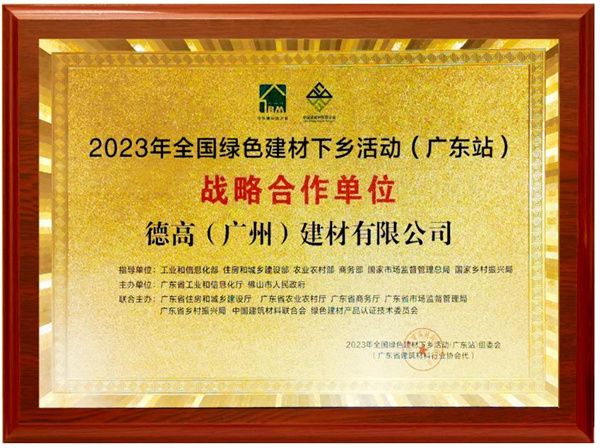 BM
2023年全国绿色建材下乡活动（广东站）
战略合作单位
德高（广州）建材有限公司
指导单位：工业和信息化部 住房和城乡建设部 农业农村部 商务部 国家市场监督管理总局 国家乡村振兴局
主办单位：广东省工业和信息化厅 佛山市人民政府
联合主办：广东省住房和城乡建设厅 广东省农业农村厅 广东省商务厅 广东省市场监督管理局
广东省乡村振兴局 中国建筑材料联合会 绿色建材产品认证技术委员会
2023年全国绿色建材下乡活动(广东站)组委会
(广东省建筑材料行业协会代)